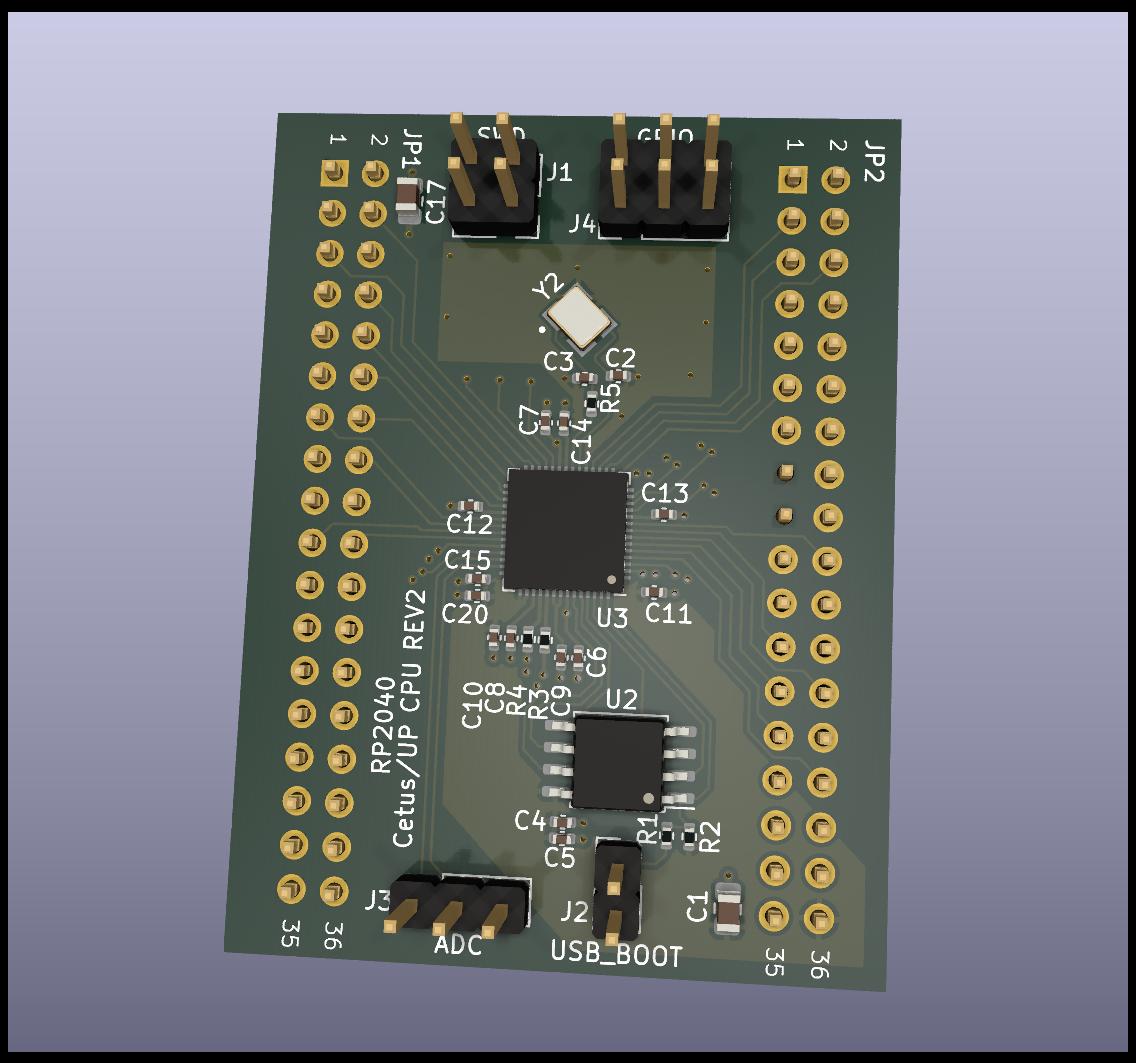 1 2
JP1
C17
SWD
J1
GPIO
J4
1 2
JP2
Y2
C3
C2
R5
C7
C14
C13
C12
C15
C20
U3
C11
C6
C10
C8
R4
R3
C9
U2
RP2040
Cetus/UP CPU REV2
C4
C5
R1
R2
J3
ADC
J2
USB_BOOT
C1
35 36
35 36